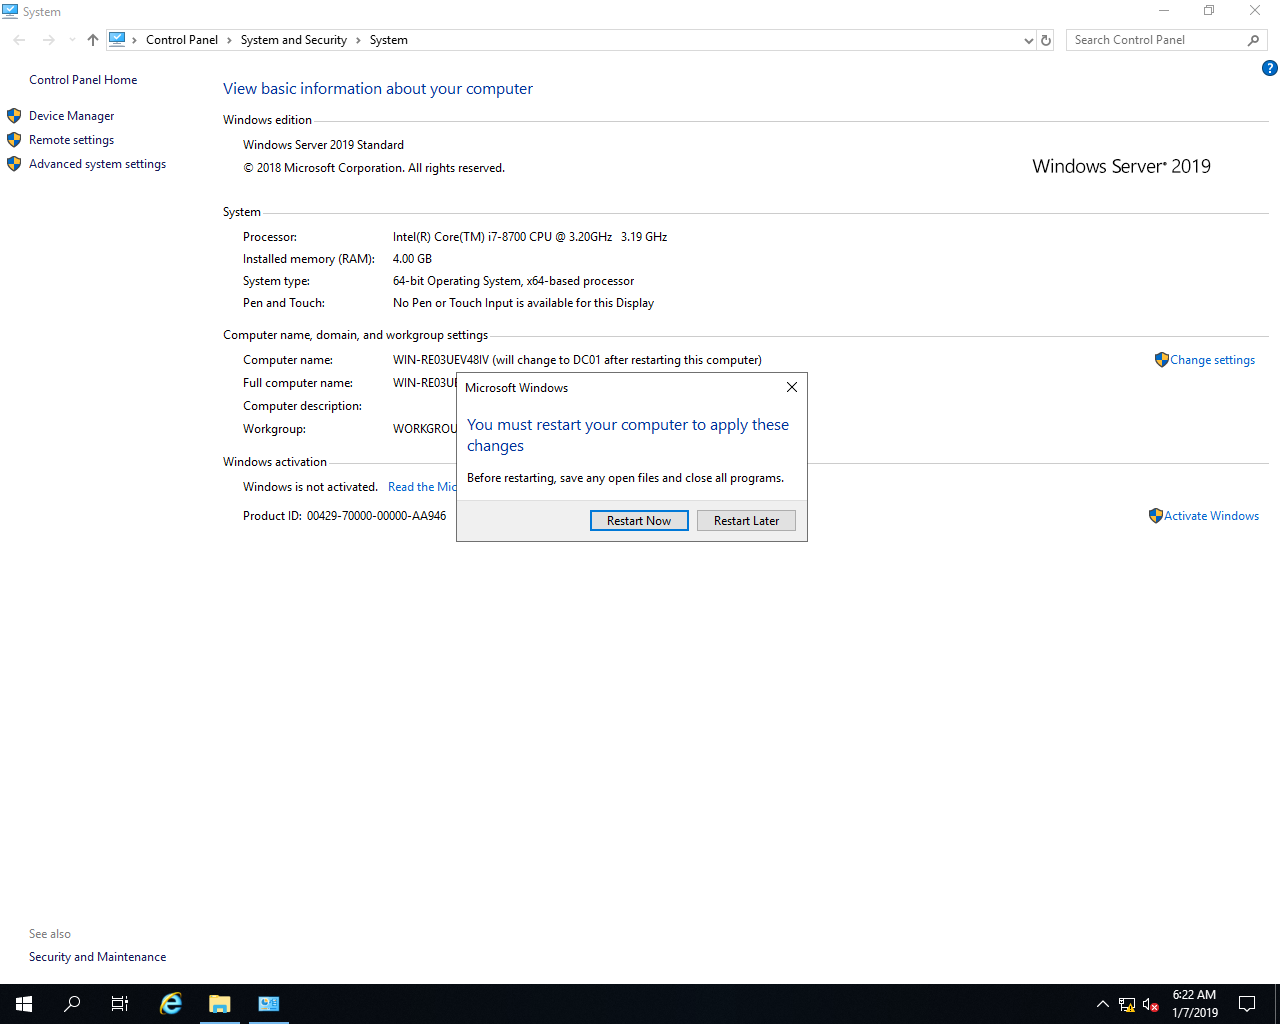 System
Control Panel > System and Security > System
Search Control Panel
Control Panel Home
Device Manager
Remote settings
Advanced system settings
View basic information about your computer
Windows edition
Windows Server 2019 Standard
© 2018 Microsoft Corporation. All rights reserved.
Windows Server® 2019
System
Processor: Intel(R) Core(TM) i7-8700 CPU @ 3.20GHz 3.19 GHz
Installed memory (RAM): 4.00 GB
System type: 64-bit Operating System, x64-based processor
Pen and Touch: No Pen or Touch Input is available for this Display
Computer name, domain, and workgroup settings
Computer name: WIN-RE03UEV48IV (will change to DC01 after restarting this computer)
Change settings
Full computer name: WIN-RE03UE
Computer description:
Workgroup: WORKGROU
Windows activation
Windows is not activated. Read the Mic
Product ID: 00429-70000-00000-AA946
Activate Windows
Microsoft Windows
You must restart your computer to apply these
changes
Before restarting, save any open files and close all programs.
Restart Now
Restart Later
See also
Security and Maintenance
6:22 AM
1/7/2019